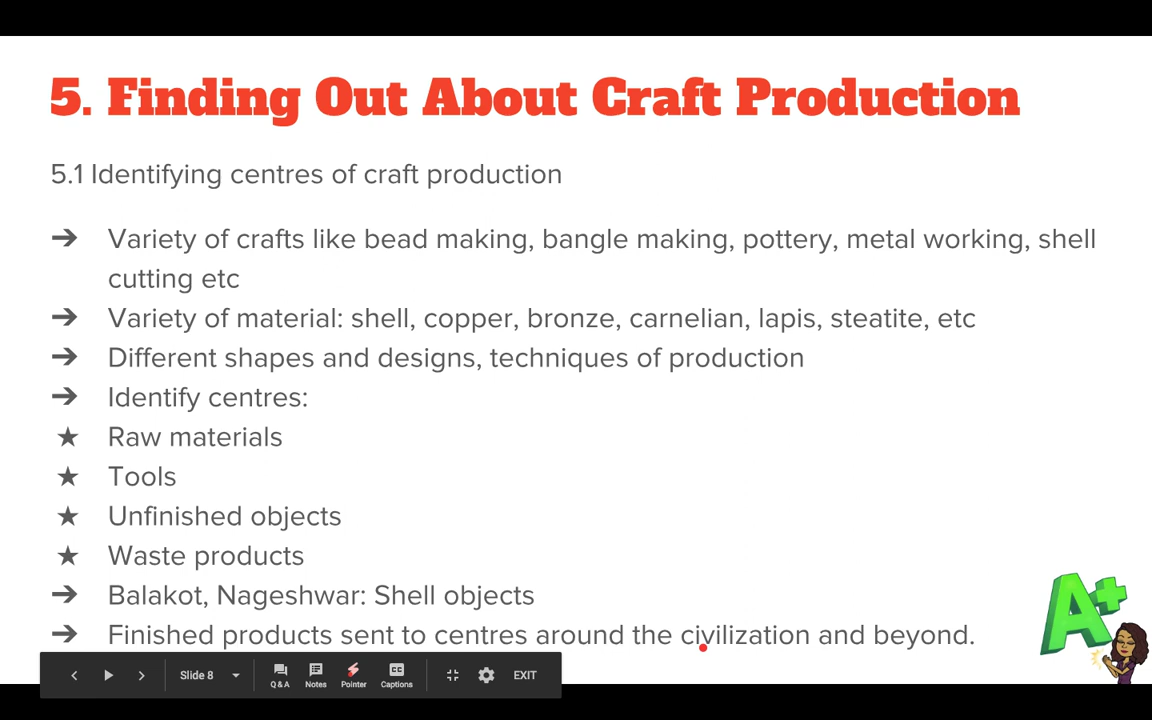 5. Finding Out About Craft Production
5.1 Identifying centres of craft production
➔ Variety of crafts like bead making, bangle making, pottery, metal working, shell
cutting etc
➔ Variety of material: shell, copper, bronze, carnelian, lapis, steatite, etc
➔ Different shapes and designs, techniques of production
➔ Identify centres:
★ Raw materials
★ Tools
★ Unfinished objects
★ Waste products
➔ Balakot, Nageshwar: Shell objects
➔ Finished products sent to centres around the civilization and beyond.
A+
Slide 8 Q & A Notes Pointer CC Captions EXIT